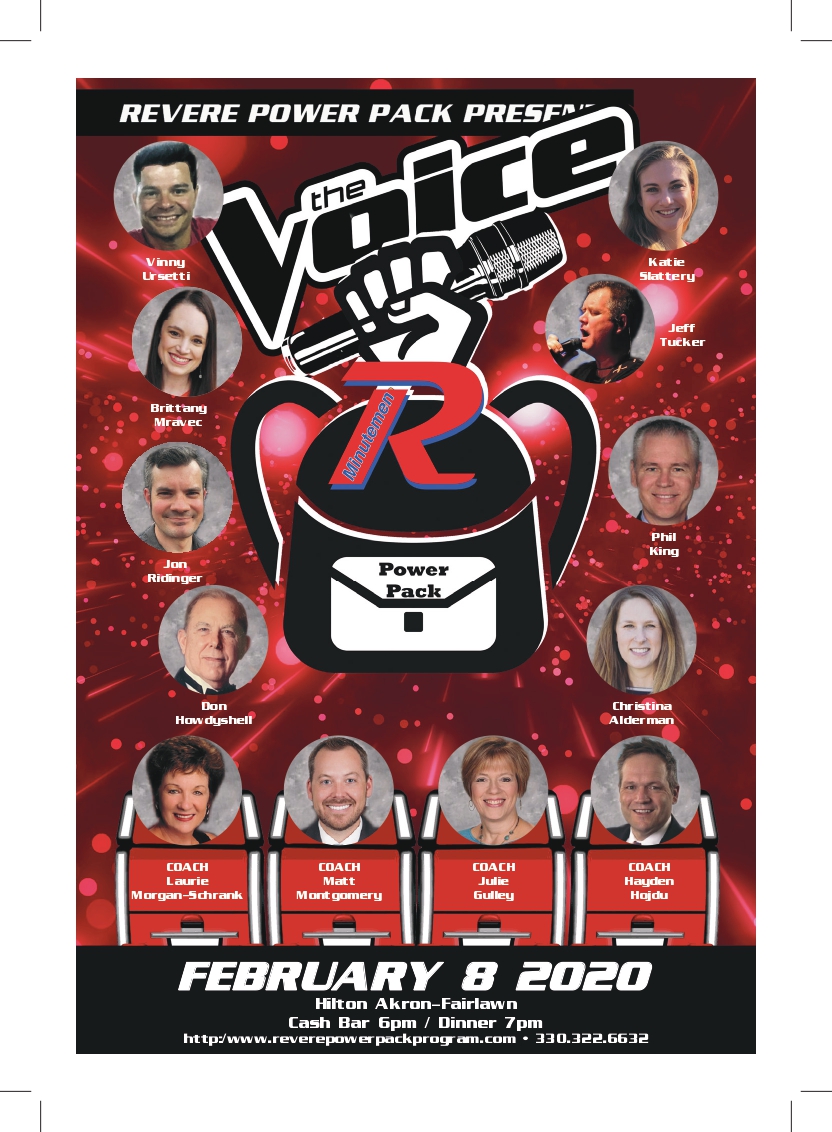 REVERE POWER PACK PRESENTS
the
Voice
Vinny
Ursetti
Katie
Slattery
Jeff
Tucker
Brittany
Mravec
R
Minutemen
Jon
Ridinger
Phil
King
Power
Pack
Don
Howdyshell
Christina
Alderman
COACH
Laurie
Morgan-Schrank
COACH
Matt
Montgomery
COACH
Julie
Gulley
COACH
Hayden
Hojdu
FEBRUARY 8 2020
Hilton Akron-Fairlawn
Cash Bar 6pm / Dinner 7pm
http:/www.reverepowerpackprogram.com • 330.322.6632